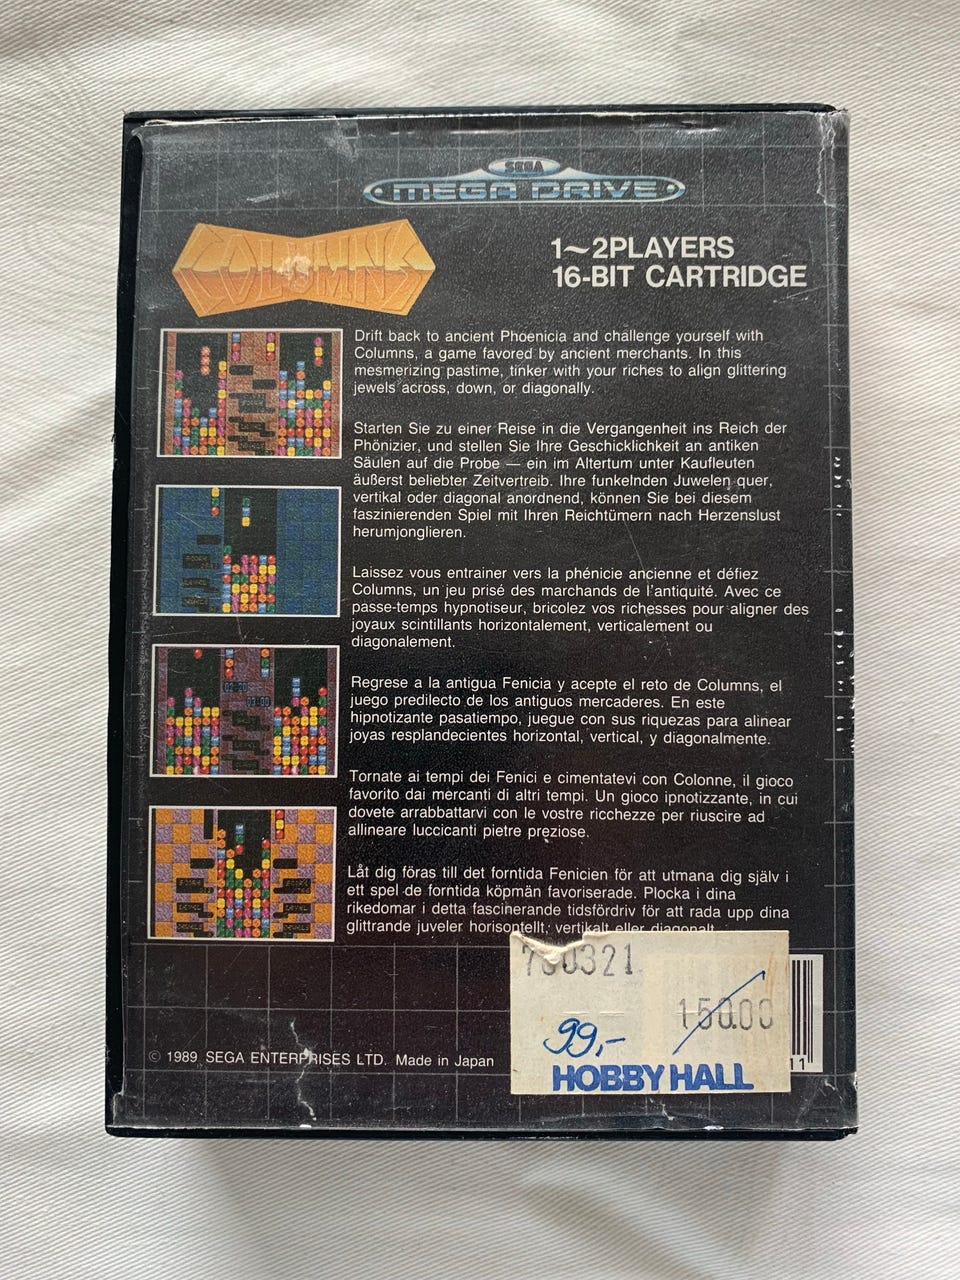 SEGA
MEGA DRIVE
COLUMNS
1~2PLAYERS
16-BIT CARTRIDGE
Drift back to ancient Phoenicia and challenge yourself with
Columns, a game favored by ancient merchants. In this
mesmerizing pastime, tinker with your riches to align glittering
jewels across, down, or diagonally.
Starten Sie zu einer Reise in die Vergangenheit ins Reich der
Phönizier, und stellen Sie Ihre Geschicklichkeit an antiken
Säulen auf die Probe — ein im Altertum unter Kaufleuten
äußerst beliebter Zeitvertreib. Ihre funkelnden Juwelen quer,
vertikal oder diagonal anordnend, können Sie bei diesem
faszinierenden Spiel mit Ihren Reichtümern nach Herzenslust
herumjonglieren.
Laissez vous entrainer vers la phénicie ancienne et défiez
Columns, un jeu prisé des marchands de l'antiquité. Avec ce
passe-temps hypnotiseur, bricolez vos richesses pour aligner des
joyaux scintillants horizontalement, verticalement ou
diagonalement.
Regrese a la antigua Fenicia y acepte el reto de Columns, el
juego predilecto de los antiguos mercaderes. En este
hipnotizante pasatiempo, juegue con sus riquezas para alinear
joyas resplandecientes horizontal, vertical, y diagonalmente.
Tornate ai tempi dei Fenici e cimentatevi con Colonne, il gioco
favorito dai mercanti di altri tempi. Un gioco ipnotizzante, in cui
dovete arrabbattarvi con le vostre ricchezze per riuscire ad
allineare luccicanti pietre preziose.
Låt dig föras till det forntida Fenicien för att utmana dig själv i
ett spel de forntida köpmän favoriserade. Plocka i dina
rikedomar i detta fascinerande tidsfördriv för att rada upp dina
glittrande juveler horisontellt, vertikalt eller diagonalt.
780321
150.00
99,-
HOBBY HALL
11
© 1989 SEGA ENTERPRISES LTD. Made in Japan